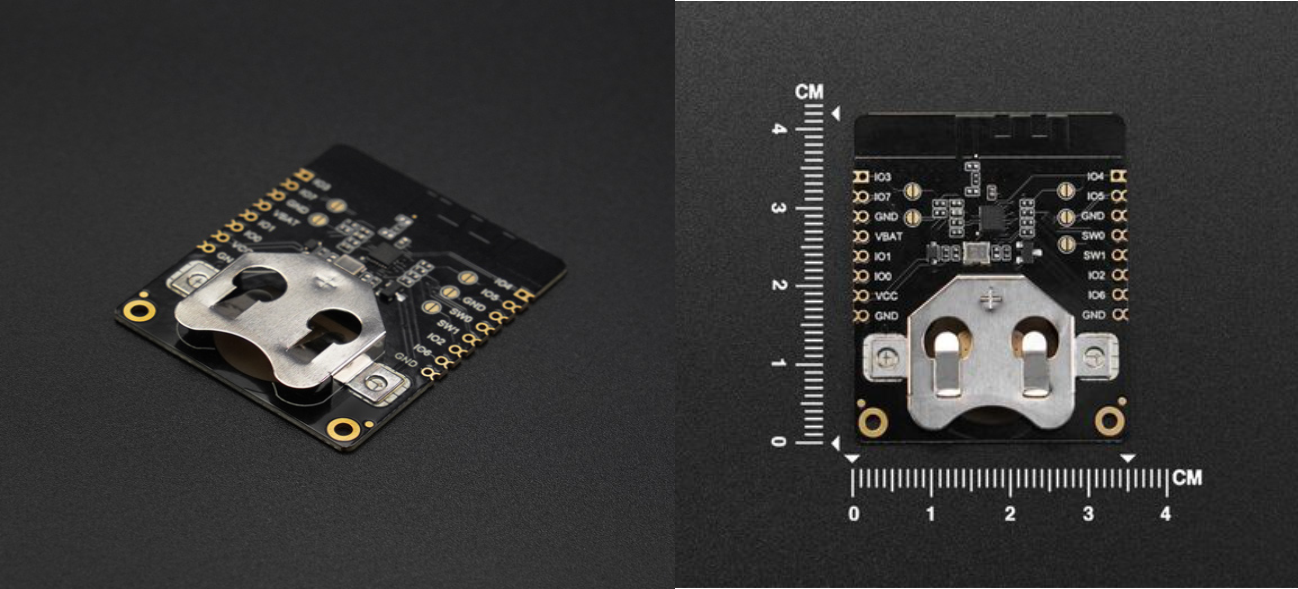 IO3
IO7
GND
VBAT
IO1
IO0
VCC
GN
IO4
IO5
GND
SW0
SW1
IO2
IO6
GND
+
CM
4
3
2
1
0
IO3
IO7
GND
VBAT
IO1
IO0
VCC
GND
IO4
IO5
GND
SW0
SW1
IO2
IO6
GND
+
0 1 2 3 4
CM